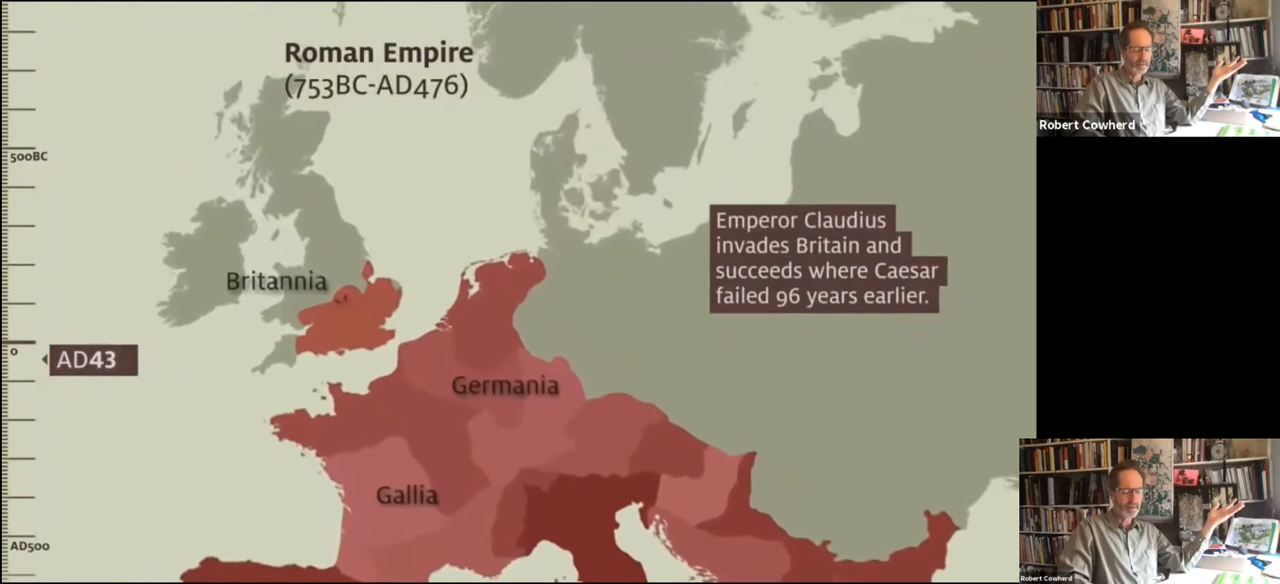 Roman Empire
(753BC-AD476)
500BC
Britannia
Emperor Claudius
invades Britain and
succeeds where Caesar
failed 96 years earlier.
0
AD43
Germania
Gallia
AD500
Robert Cowherd
Robert Cowherd